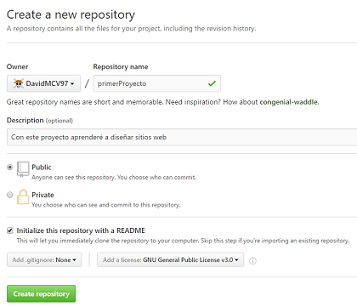 Create a new repository
A repository contains all the files for your project, including the revision history.
Owner
Repository name
DavidMCV97 / primerProyecto
Great repository names are short and memorable. Need inspiration? How about congenial-waddle.
Description (optional)
Con este proyecto aprenderé a diseñar sitios web
Public
Anyone can see this repository. You choose who can commit.
Private
You choose who can see and commit to this repository.
Initialize this repository with a README
This will let you immediately clone the repository to your computer. Skip this step if you're importing an existing repository.
Add .gitignore: None
Add a license: GNU General Public License v3.0
Create repository